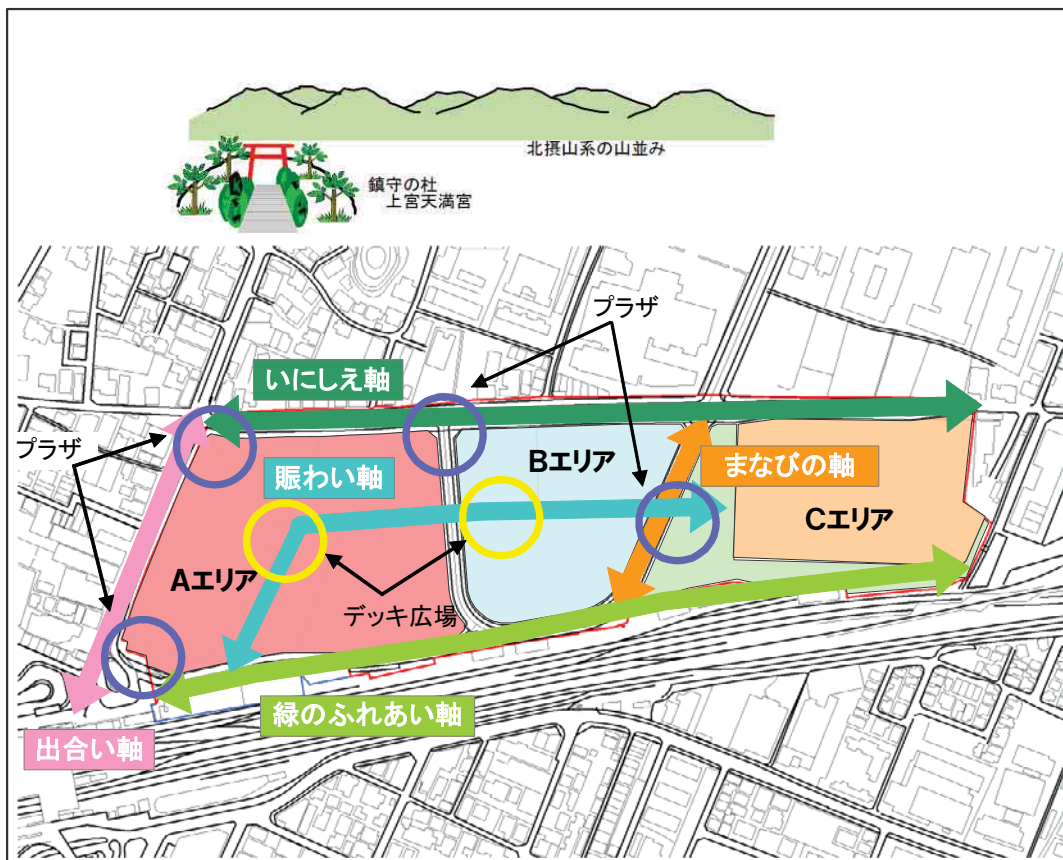 北摂山系の山並み
鎮守の杜
上宮天満宮
プラザ
いにしえ軸
プラザ
賑わい軸
Bエリア
まなびの軸
Cエリア
Aエリア
デッキ広場
緑のふれあい軸
出合い軸